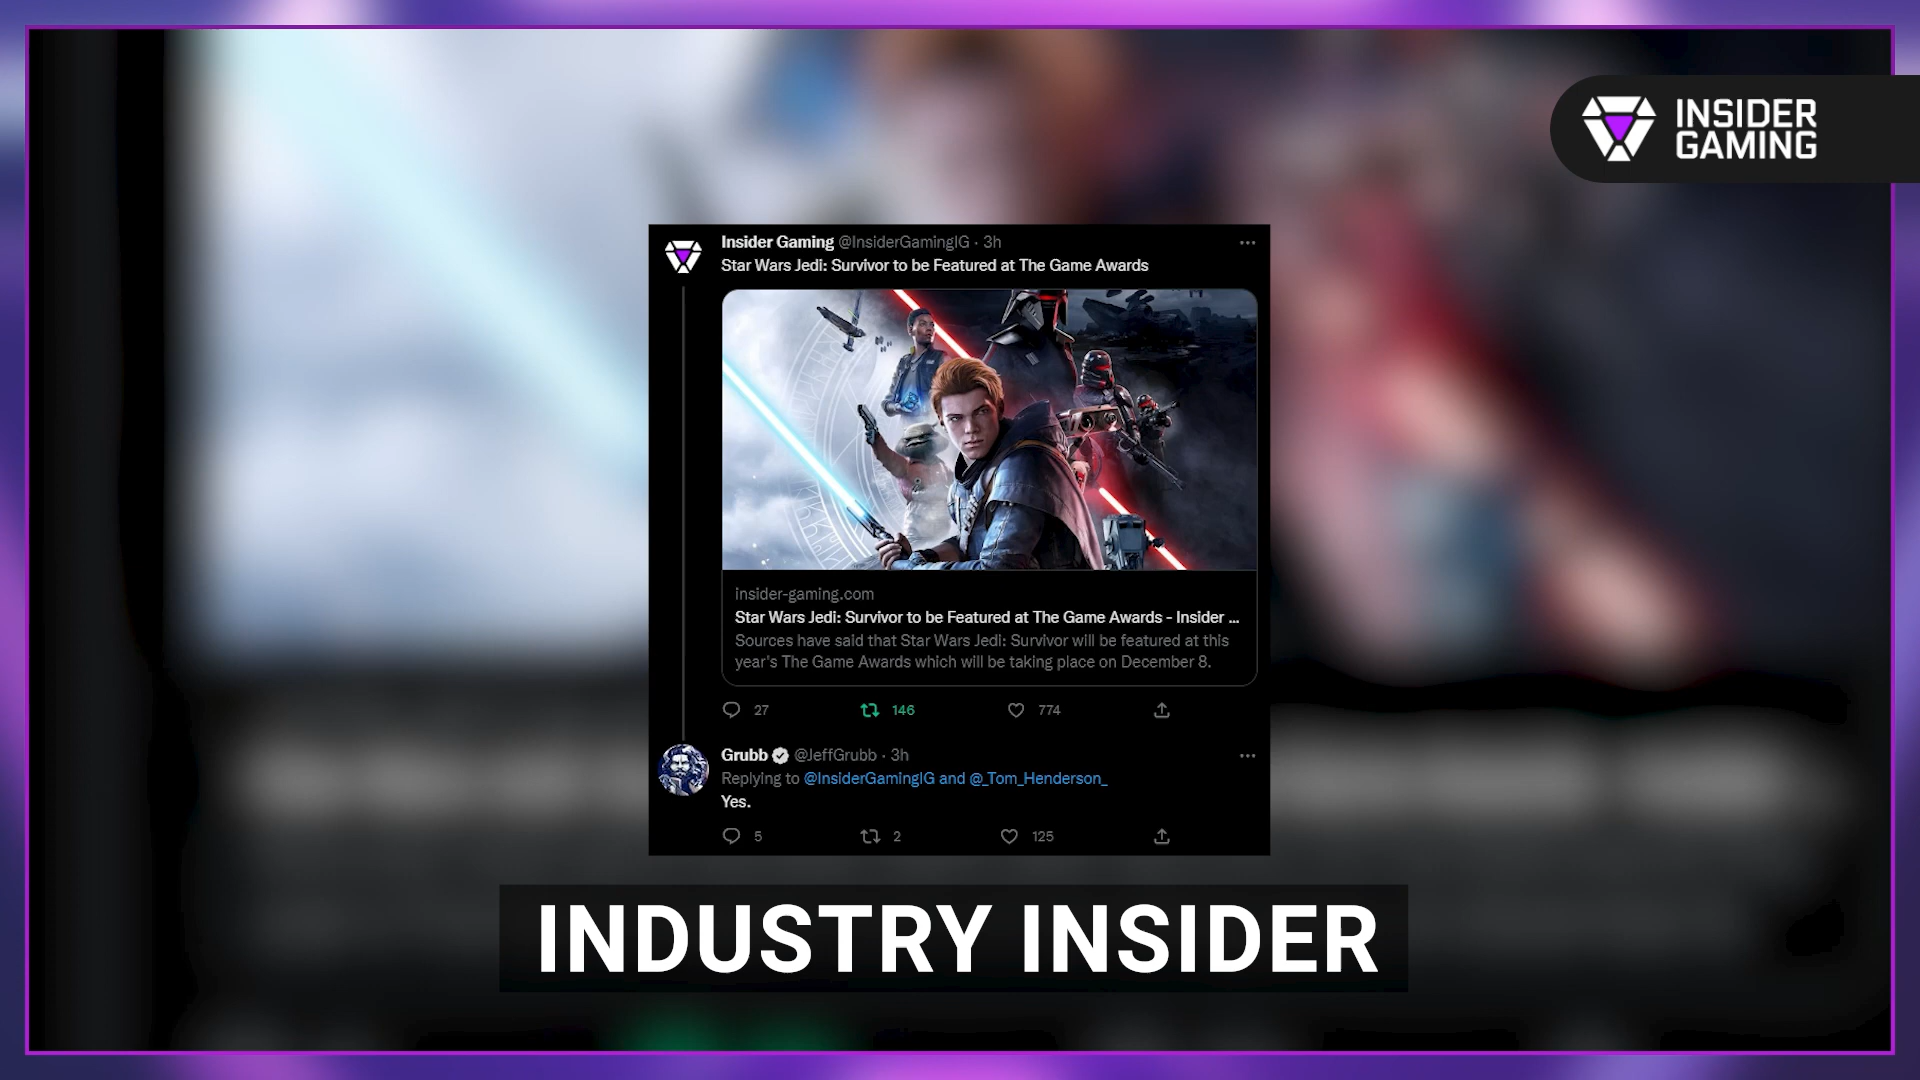 INSIDER
GAMING
Insider Gaming @InsiderGamingIG · 3h
Star Wars Jedi: Survivor to be Featured at The Game Awards
insider-gaming.com
Star Wars Jedi: Survivor to be Featured at The Game Awards - Insider ...
Sources have said that Star Wars Jedi: Survivor will be featured at this
year's The Game Awards which will be taking place on December 8.
27 146 774
Grubb @JeffGrubb · 3h
Replying to @InsiderGamingIG and @_Tom_Henderson_
Yes.
5 2 125
INDUSTRY INSIDER